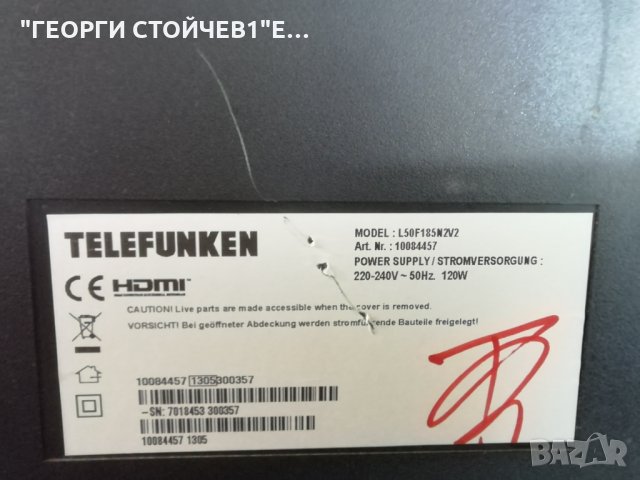 "ГЕОРГИ СТОЙЧЕВ1"Е...
TELEFUNKEN
CE HDMI
MODEL : L50F185N2V2
Art. Nr. : 10084457
POWER SUPPLY / STROMVERSORGUNG :
220-240V ~ 50Hz. 120W
CAUTION! Live parts are made accessible when the cover is removed.
VORSICHT! Bei geöffneter Abdeckung werden stromführende Bauteile freigelegt!
10084457 1305 300357
-SN: 7018453 300357
10084457 1305
BAZAR